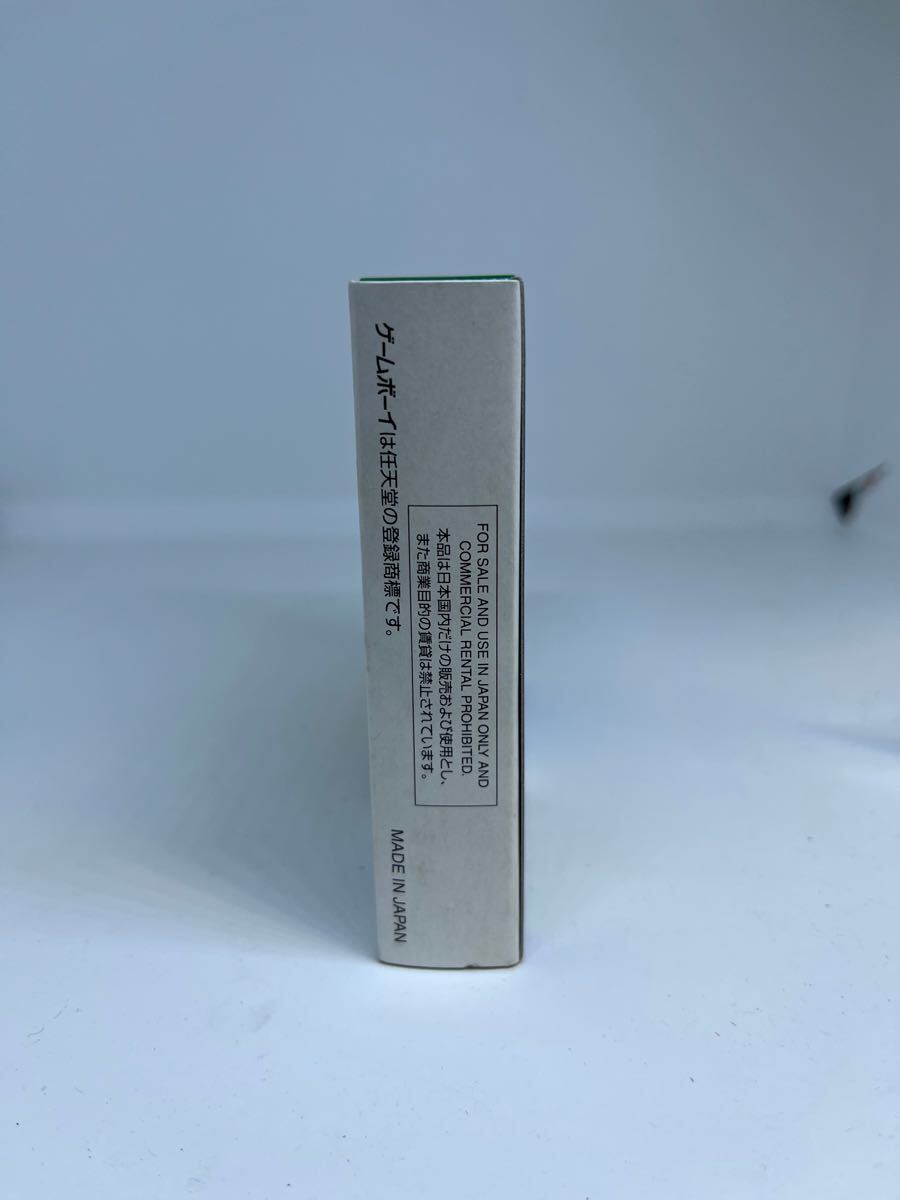 ゲームボーイは任天堂の登録商標です。
FOR SALE AND USE IN JAPAN ONLY AND
COMMERCIAL RENTAL PROHIBITED.
本品は日本国内だけの販売および使用とし、
また商業目的の賃貸は禁止されています。
MADE IN JAPAN